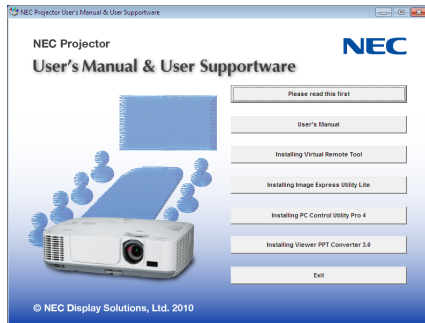 NEC Projector User's Manual & User Supportware
NEC Projector
NEC
User's Manual & User Supportware
Please read this first
User's Manual
Installing Virtual Remote Tool
Installing Image Express Utility Lite
Installing PC Control Utility Pro 4
Installing Viewer PPT Converter 3.0
Exit
© NEC Display Solutions, Ltd. 2010